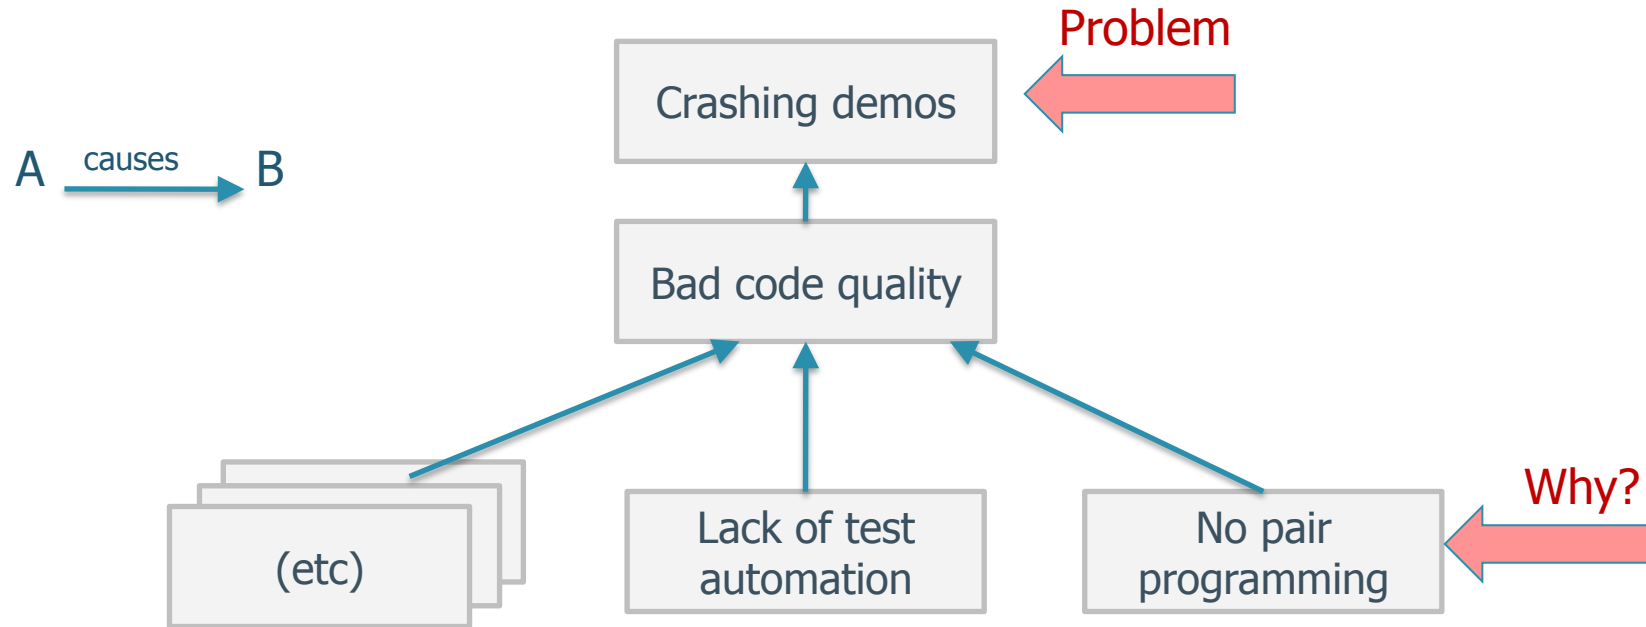 Problem
Crashing demos
A causes B
Bad code quality
Why?
(etc)
Lack of test
automation
No pair
programming